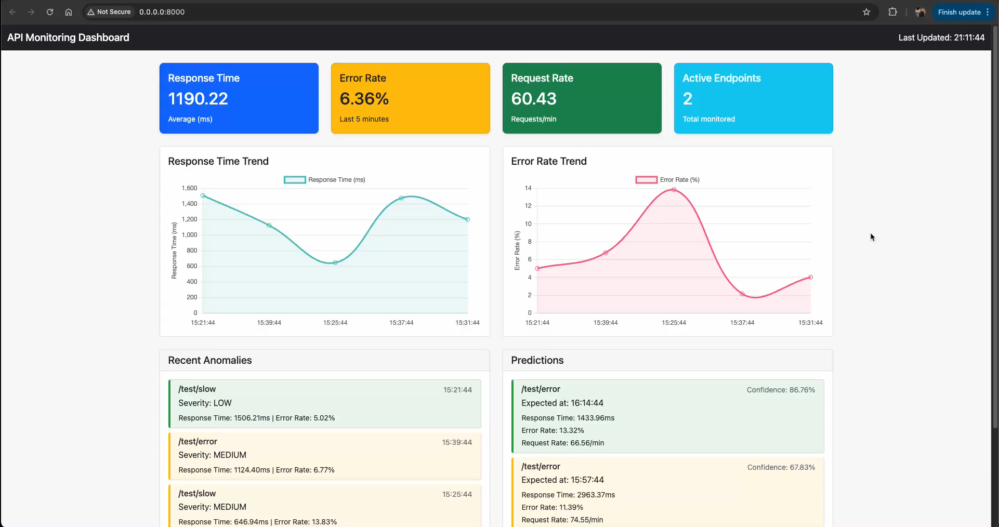 Not Secure 0.0.0.0:8000
Finish update
API Monitoring Dashboard
Last Updated: 21:11:44
Response Time
1190.22
Average (ms)
Error Rate
6.36%
Last 5 minutes
Request Rate
60.43
Requests/min
Active Endpoints
2
Total monitored
Response Time Trend
Response Time (ms)
1,600
1,400
1,200
1,000
800
600
400
200
0
Response Time (ms)
15:21:44 15:39:44 15:25:44 15:37:44 15:31:44
Error Rate Trend
Error Rate (%)
14
12
10
8
6
4
2
0
Error Rate (%)
15:21:44 15:39:44 15:25:44 15:37:44 15:31:44
Recent Anomalies
/test/slow 15:21:44
Severity: LOW
Response Time: 1506.21ms | Error Rate: 5.02%
/test/error 15:39:44
Severity: MEDIUM
Response Time: 1124.40ms | Error Rate: 6.77%
/test/slow 15:25:44
Severity: MEDIUM
Response Time: 646.94ms | Error Rate: 13.83%
Predictions
/test/error Confidence: 86.76%
Expected at: 16:14:44
Response Time: 1433.96ms
Error Rate: 13.32%
Request Rate: 66.56/min
/test/error Confidence: 67.83%
Expected at: 15:57:44
Response Time: 2963.37ms
Error Rate: 11.39%
Request Rate: 74.55/min